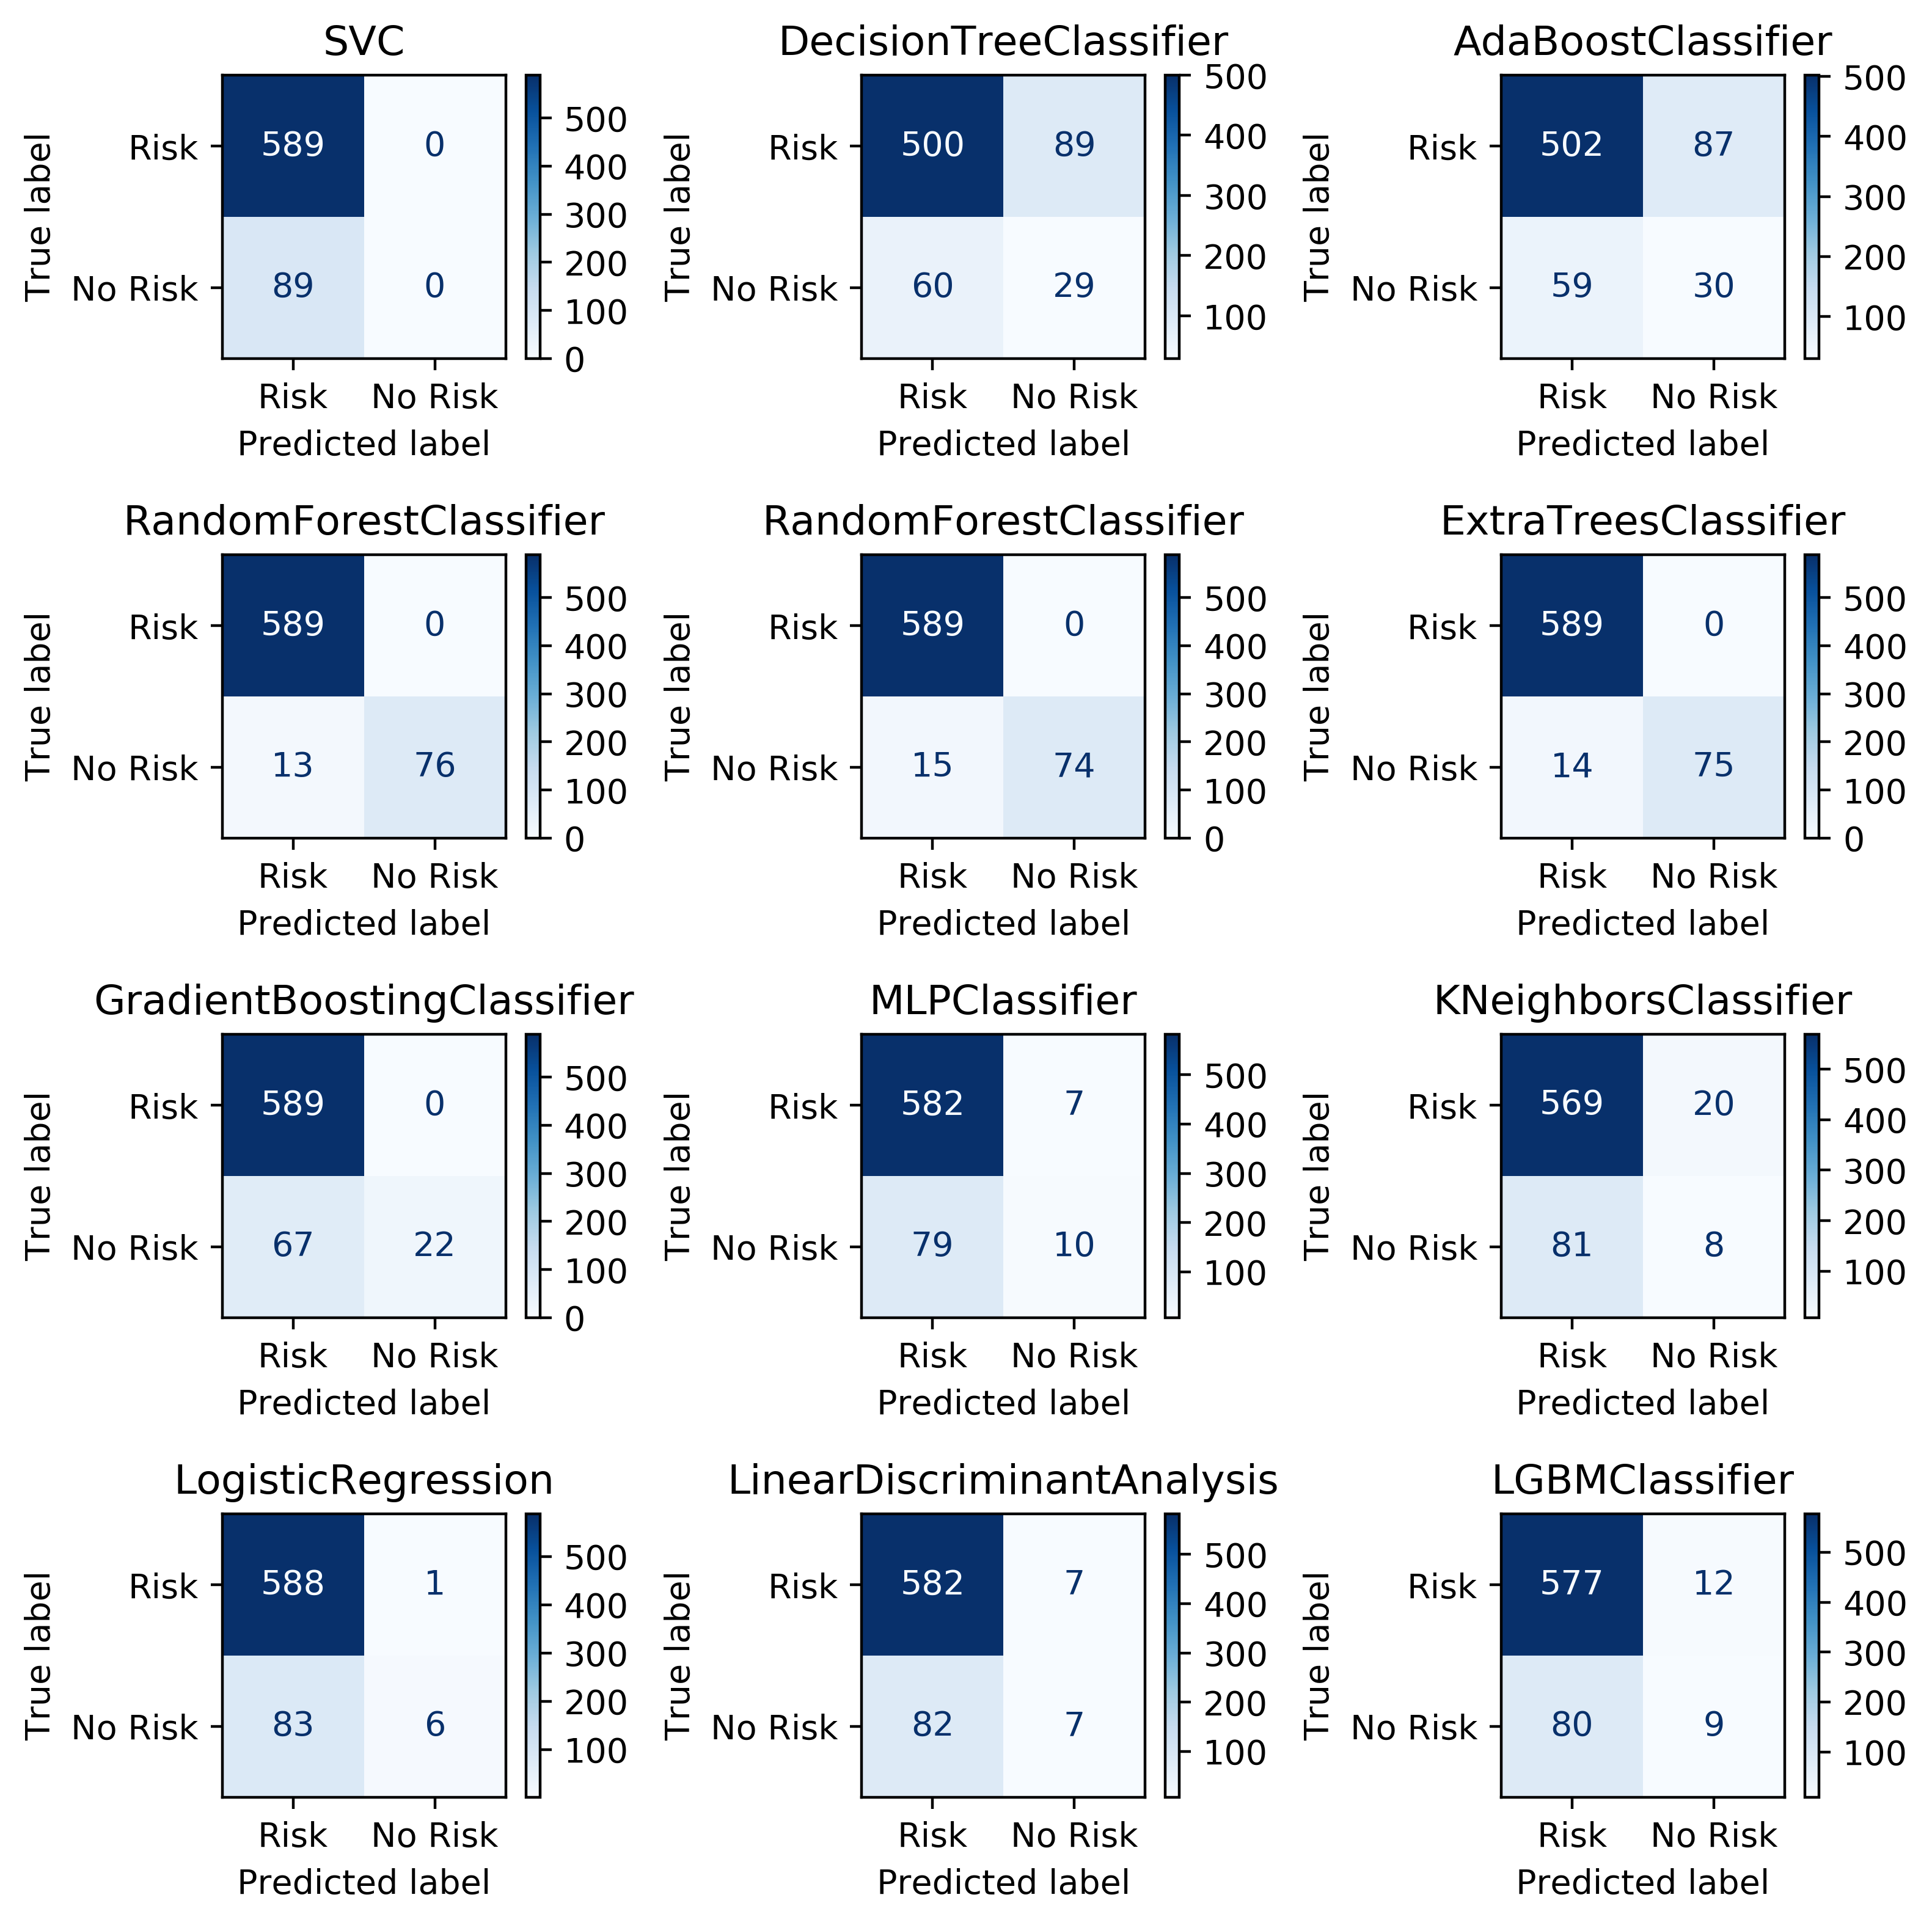 SVC
DecisionTreeClassifier
AdaBoostClassifier
True label
Risk
No Risk
589 0
89 0
500
400
300
200
100
0
Risk No Risk
Predicted label
True label
Risk
No Risk
500 89
60 29
500
400
300
200
100
Risk No Risk
Predicted label
True label
Risk
No Risk
502 87
59 30
500
400
300
200
100
Risk No Risk
Predicted label
RandomForestClassifier
RandomForestClassifier
ExtraTreesClassifier
True label
Risk
No Risk
589 0
13 76
500
400
300
200
100
0
Risk No Risk
Predicted label
True label
Risk
No Risk
589 0
15 74
500
400
300
200
100
0
Risk No Risk
Predicted label
True label
Risk
No Risk
589 0
14 75
500
400
300
200
100
0
Risk No Risk
Predicted label
GradientBoostingClassifier
MLPClassifier
KNeighborsClassifier
True label
Risk
No Risk
589 0
67 22
500
400
300
200
100
0
Risk No Risk
Predicted label
True label
Risk
No Risk
582 7
79 10
500
400
300
200
100
Risk No Risk
Predicted label
True label
Risk
No Risk
569 20
81 8
500
400
300
200
100
Risk No Risk
Predicted label
LogisticRegression
LinearDiscriminantAnalysis
LGBMClassifier
True label
Risk
No Risk
588 1
83 6
500
400
300
200
100
Risk No Risk
Predicted label
True label
Risk
No Risk
582 7
82 7
500
400
300
200
100
Risk No Risk
Predicted label
True label
Risk
No Risk
577 12
80 9
500
400
300
200
100
Risk No Risk
Predicted label